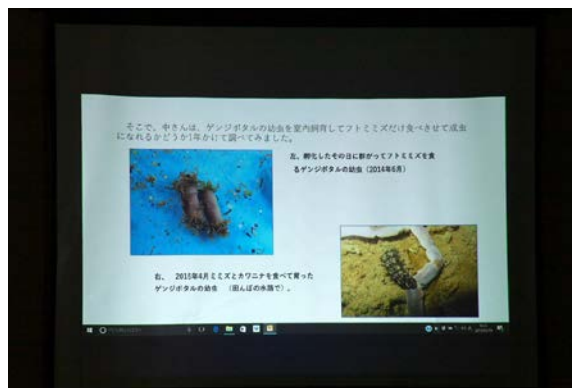 そこで、中さんは、ゲンジボタルの幼虫を室内飼育してフトミミズだけ食べさせて成虫
になれるかどうか1年かけて調べてみました。
左、孵化したその日に群がってフトミミズを食
るゲンジボタルの幼虫（2014年6月）
右、 2015年4月ミミズとカワニナを食べて育った
ゲンジボタルの幼虫 （田んぼの水路で）。